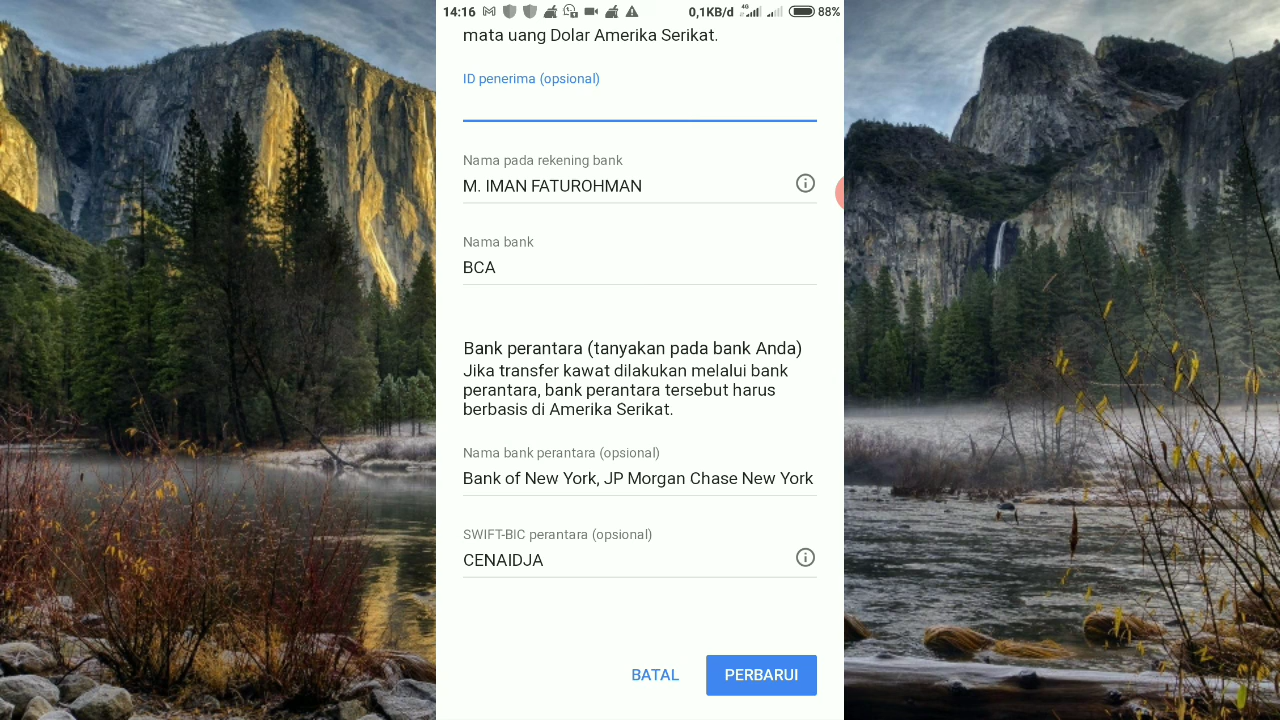 14:16 0,1KB/d 4G 88%
mata uang Dolar Amerika Serikat.
ID penerima (opsional)
Nama pada rekening bank
M. IMAN FATUROHMAN
Nama bank
BCA
Bank perantara (tanyakan pada bank Anda)
Jika transfer kawat dilakukan melalui bank
perantara, bank perantara tersebut harus
berbasis di Amerika Serikat.
Nama bank perantara (opsional)
Bank of New York, JP Morgan Chase New York
SWIFT-BIC perantara (opsional)
CENAIDJA
BATAL PERBARUI